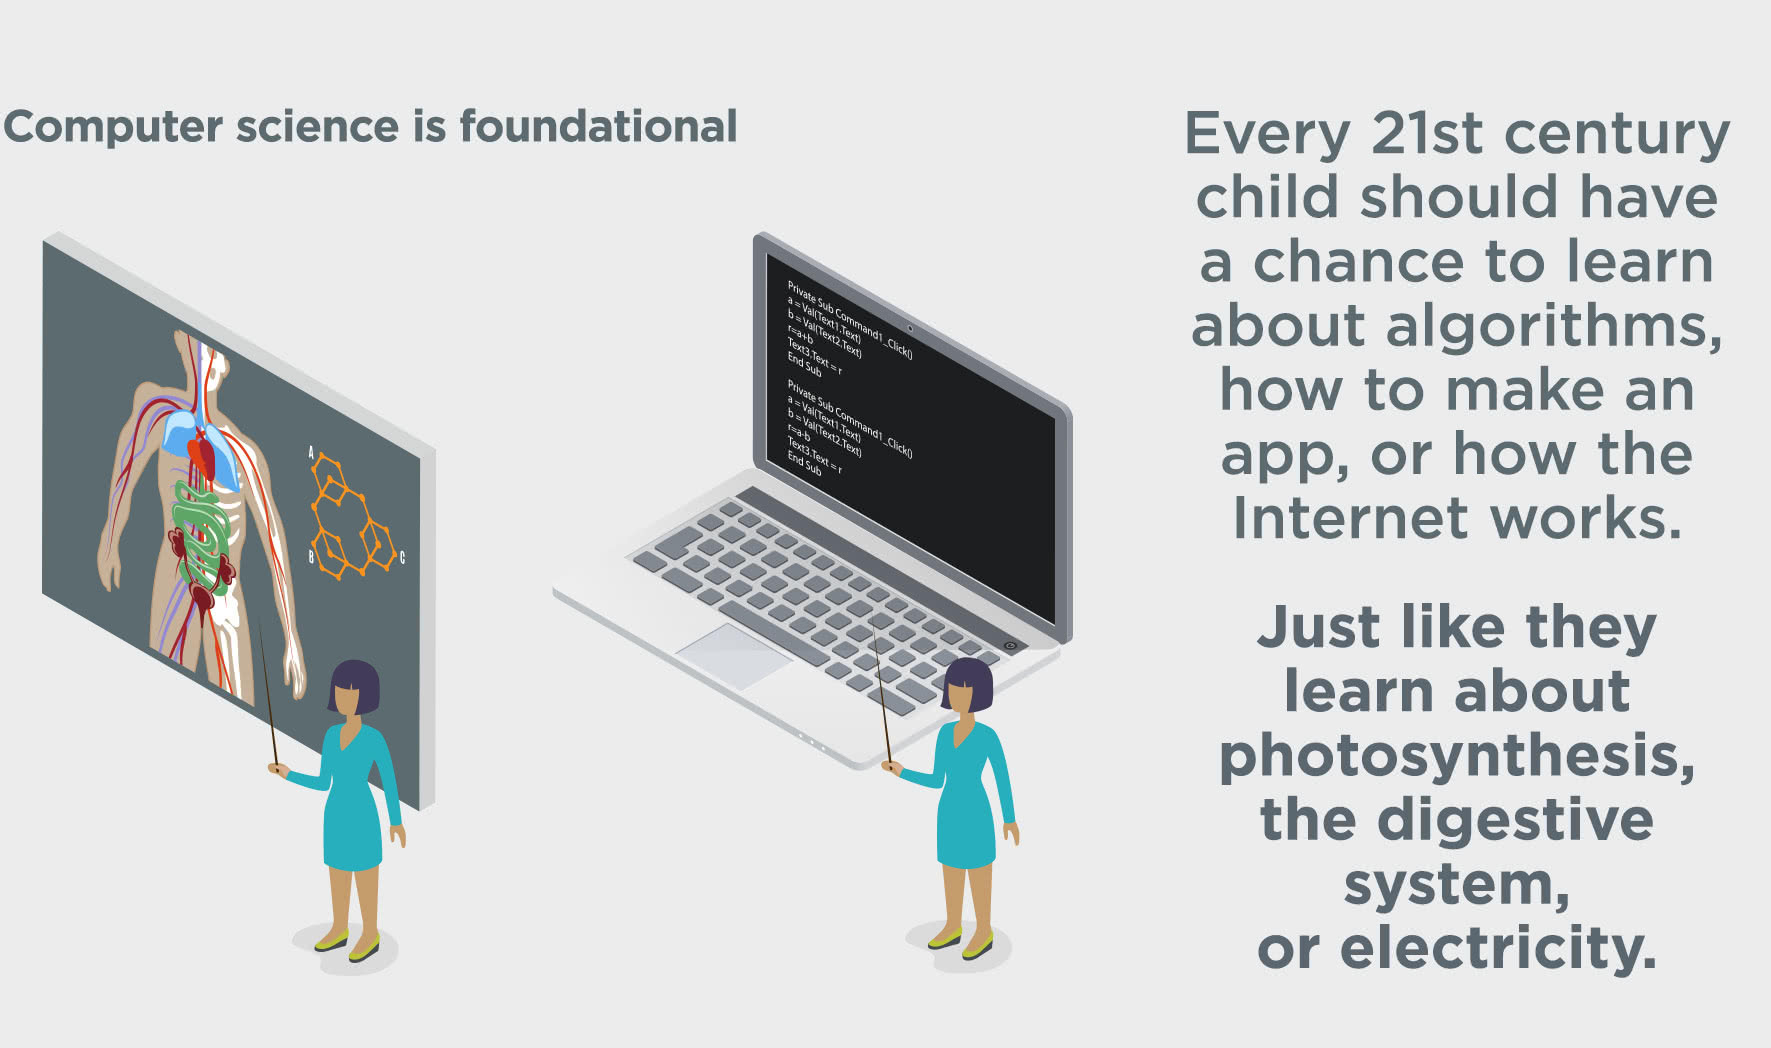 Computer science is foundational
A
B
C
Private Sub Command1_Click()
a = Val(Text1.Text)
b = Val(Text2.Text)
r=a+b
Text3.Text = r
End Sub
Private Sub Command1_Click()
a = Val(Text1.Text)
b = Val(Text2.Text)
r=a-b
Text3.Text = r
End Sub
Every 21st century
child should have
a chance to learn
about algorithms,
how to make an
app, or how the
Internet works.
Just like they
learn about
photosynthesis,
the digestive
system,
or electricity.